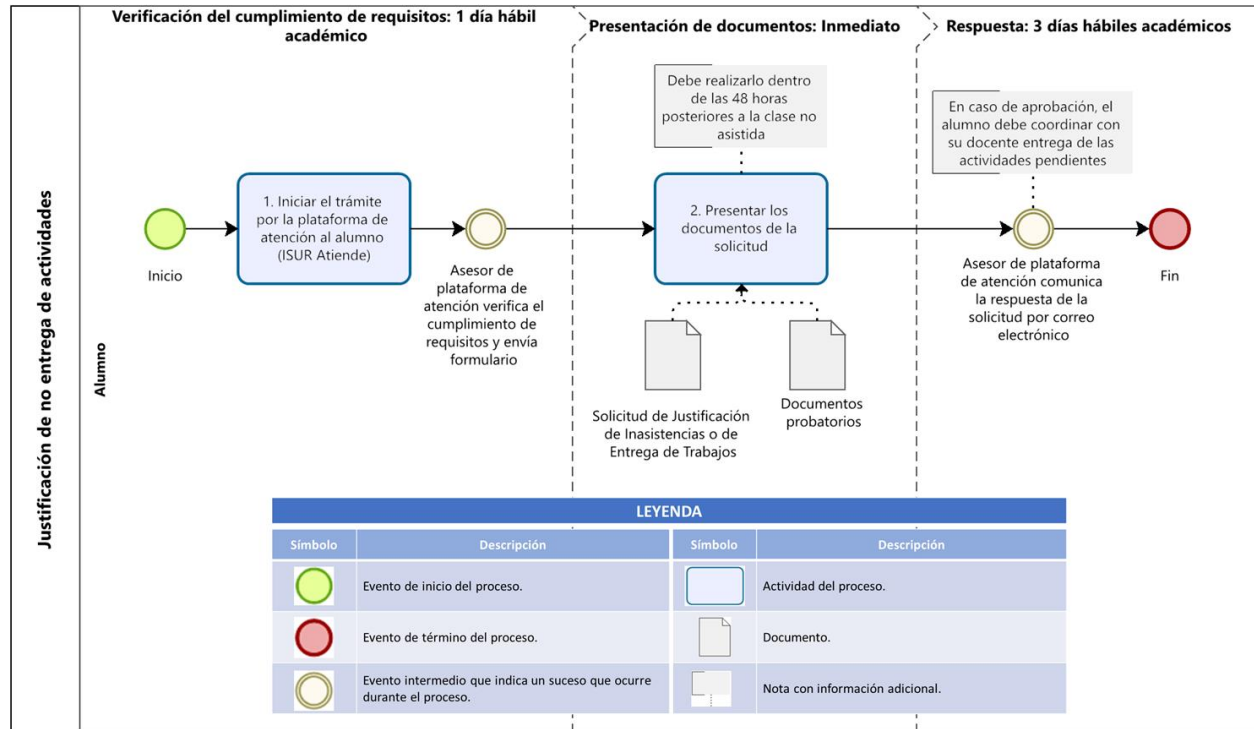 Verificación del cumplimiento de requisitos: 1 día hábil
académico
Presentación de documentos: Inmediato
Respuesta: 3 días hábiles académicos
Justificación de no entrega de actividades
Alumno
Inicio
1. Iniciar el trámite
por la plataforma de
atención al alumno
(ISUR Atiende)
Asesor de
plataforma de
atención verifica el
cumplimiento de
requisitos y envía
formulario
Debe realizarlo dentro
de las 48 horas
posteriores a la clase no
asistida
2. Presentar los
documentos de la
solicitud
Solicitud de Justificación
de Inasistencias o de
Entrega de Trabajos
Documentos
probatorios
En caso de aprobación, el
alumno debe coordinar con
su docente entrega de las
actividades pendientes
Asesor de plataforma
de atención comunica
la respuesta de la
solicitud por correo
electrónico
Fin
LEYENDA
Símbolo Descripción Símbolo Descripción
Evento de inicio del proceso. Actividad del proceso.
Evento de término del proceso. Documento.
Evento intermedio que indica un suceso que ocurre
durante el proceso.
Nota con información adicional.